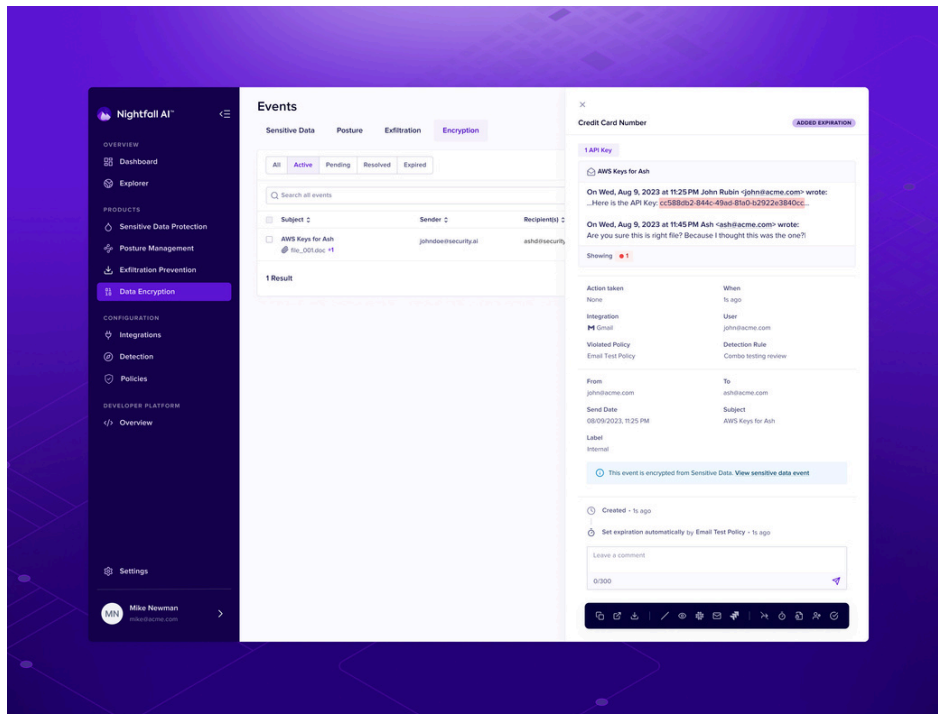 Nightfall AI™
OVERVIEW
Dashboard
Explorer
PRODUCTS
Sensitive Data Protection
Posture Management
Exfiltration Prevention
Data Encryption
CONFIGURATION
Integrations
Detection
Policies
DEVELOPER PLATFORM
</> Overview
Settings
MN
Mike Newman
mike@acme.com
Events
Sensitive Data Posture Exfiltration Encryption
All Active Pending Resolved Expired
Search all events
Subject Sender Recipient(s)
AWS Keys for Ash johndoe@security.ai ashd@security
file_001.doc +1
1 Result
Credit Card Number ADDED EXPIRATION
1 API Key
AWS Keys for Ash
On Wed, Aug 9, 2023 at 11:25 PM John Rubin <john@acme.com> wrote:
...Here is the API Key: cc588db2-844c-49ad-81a0-b2922e3840cc...
On Wed, Aug 9, 2023 at 11:45 PM Ash <ash@acme.com> wrote:
Are you sure this is right file? Because I thought this was the one?!
Showing 1
Action taken When
None 1s ago
Integration User
Gmail john@acme.com
Violated Policy Detection Rule
Email Test Policy Combo testing review
From To
john@acme.com ash@acme.com
Send Date Subject
08/09/2023, 11:25 PM AWS Keys for Ash
Label
Internal
This event is encrypted from Sensitive Data. View sensitive data event
Created - 1s ago
Set expiration automatically by Email Test Policy - 1s ago
Leave a comment
0/300